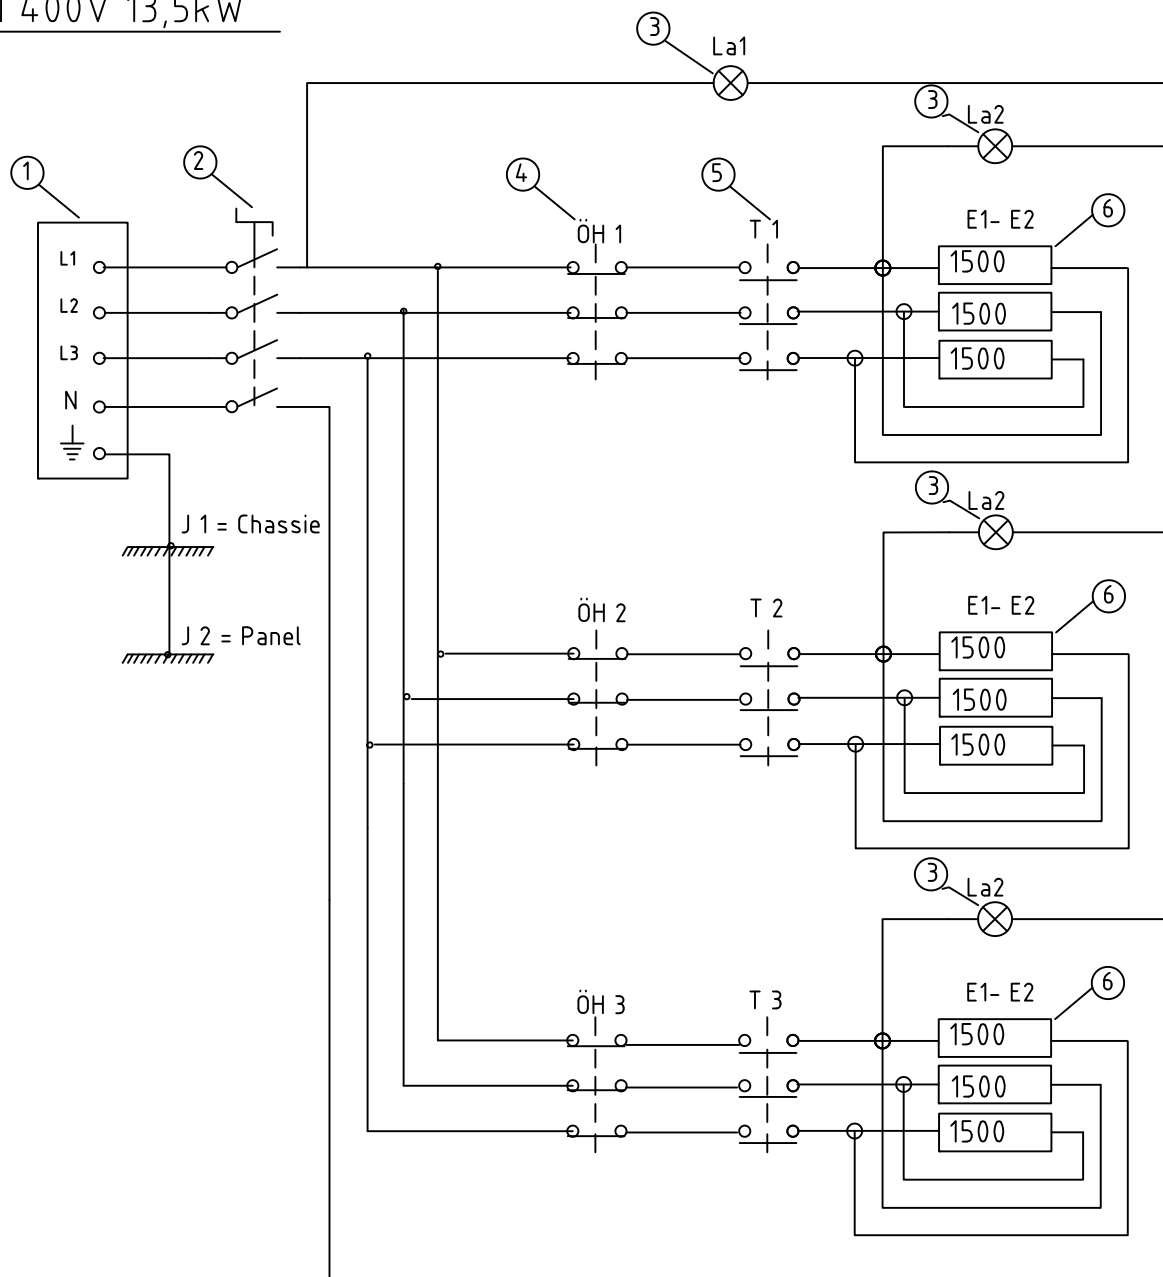 400V 13,5kW
3
La1
3
La2
1
2
4
5
6
ÖH 1
T 1
E1- E2
L1
1500
L2
1500
L3
1500
N
3
La2
J 1 = Chassie
6
ÖH 2
T 2
E1- E2
J 2 = Panel
1500
1500
1500
3
La2
6
ÖH 3
T 3
E1- E2
1500
1500
1500